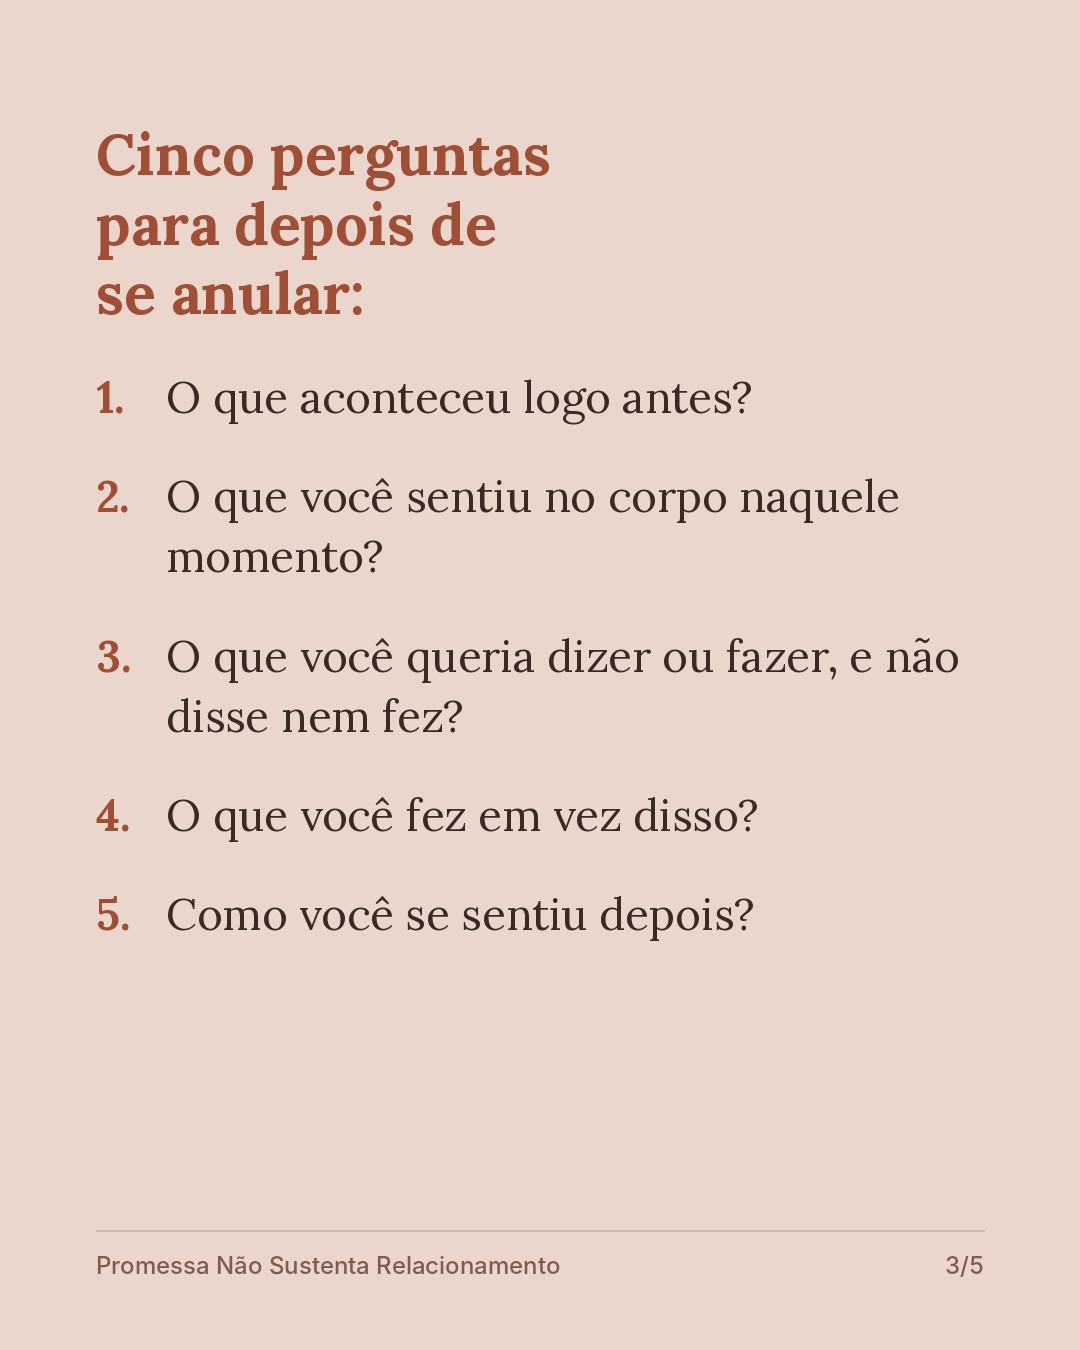 Cinco perguntas
para depois de
se anular:
1. O que aconteceu logo antes?
2. O que você sentiu no corpo naquele
momento?
3. O que você queria dizer ou fazer, e não
disse nem fez?
4. O que você fez em vez disso?
5. Como você se sentiu depois?
Promessa Não Sustenta Relacionamento 3/5